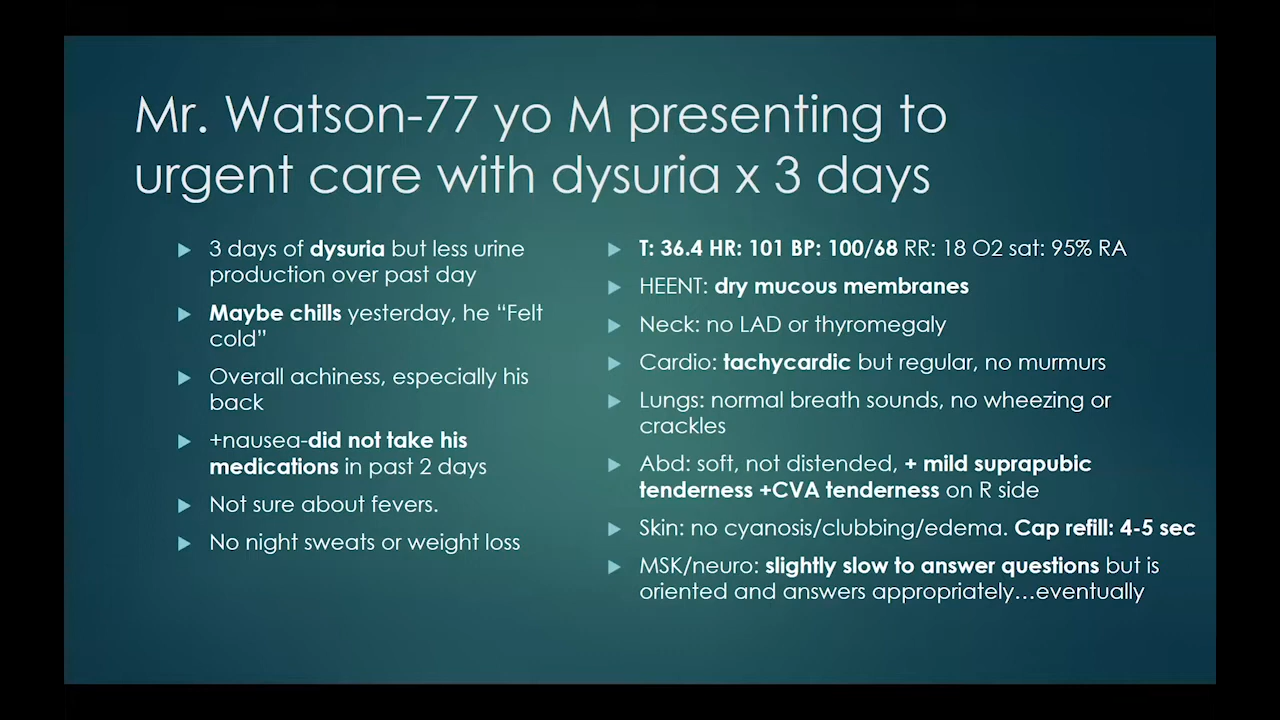 Mr. Watson-77 yo M presenting to
urgent care with dysuria x 3 days
3 days of dysuria but less urine
production over past day
Maybe chills yesterday, he “Felt
cold”
Overall achiness, especially his
back
+nausea-did not take his
medications in past 2 days
Not sure about fevers.
No night sweats or weight loss
T: 36.4 HR: 101 BP: 100/68 RR: 18 O2 sat: 95% RA
HEENT: dry mucous membranes
Neck: no LAD or thyromegaly
Cardio: tachycardic but regular, no murmurs
Lungs: normal breath sounds, no wheezing or
crackles
Abd: soft, not distended, + mild suprapubic
tenderness +CVA tenderness on R side
Skin: no cyanosis/clubbing/edema. Cap refill: 4-5 sec
MSK/neuro: slightly slow to answer questions but is
oriented and answers appropriately…eventually